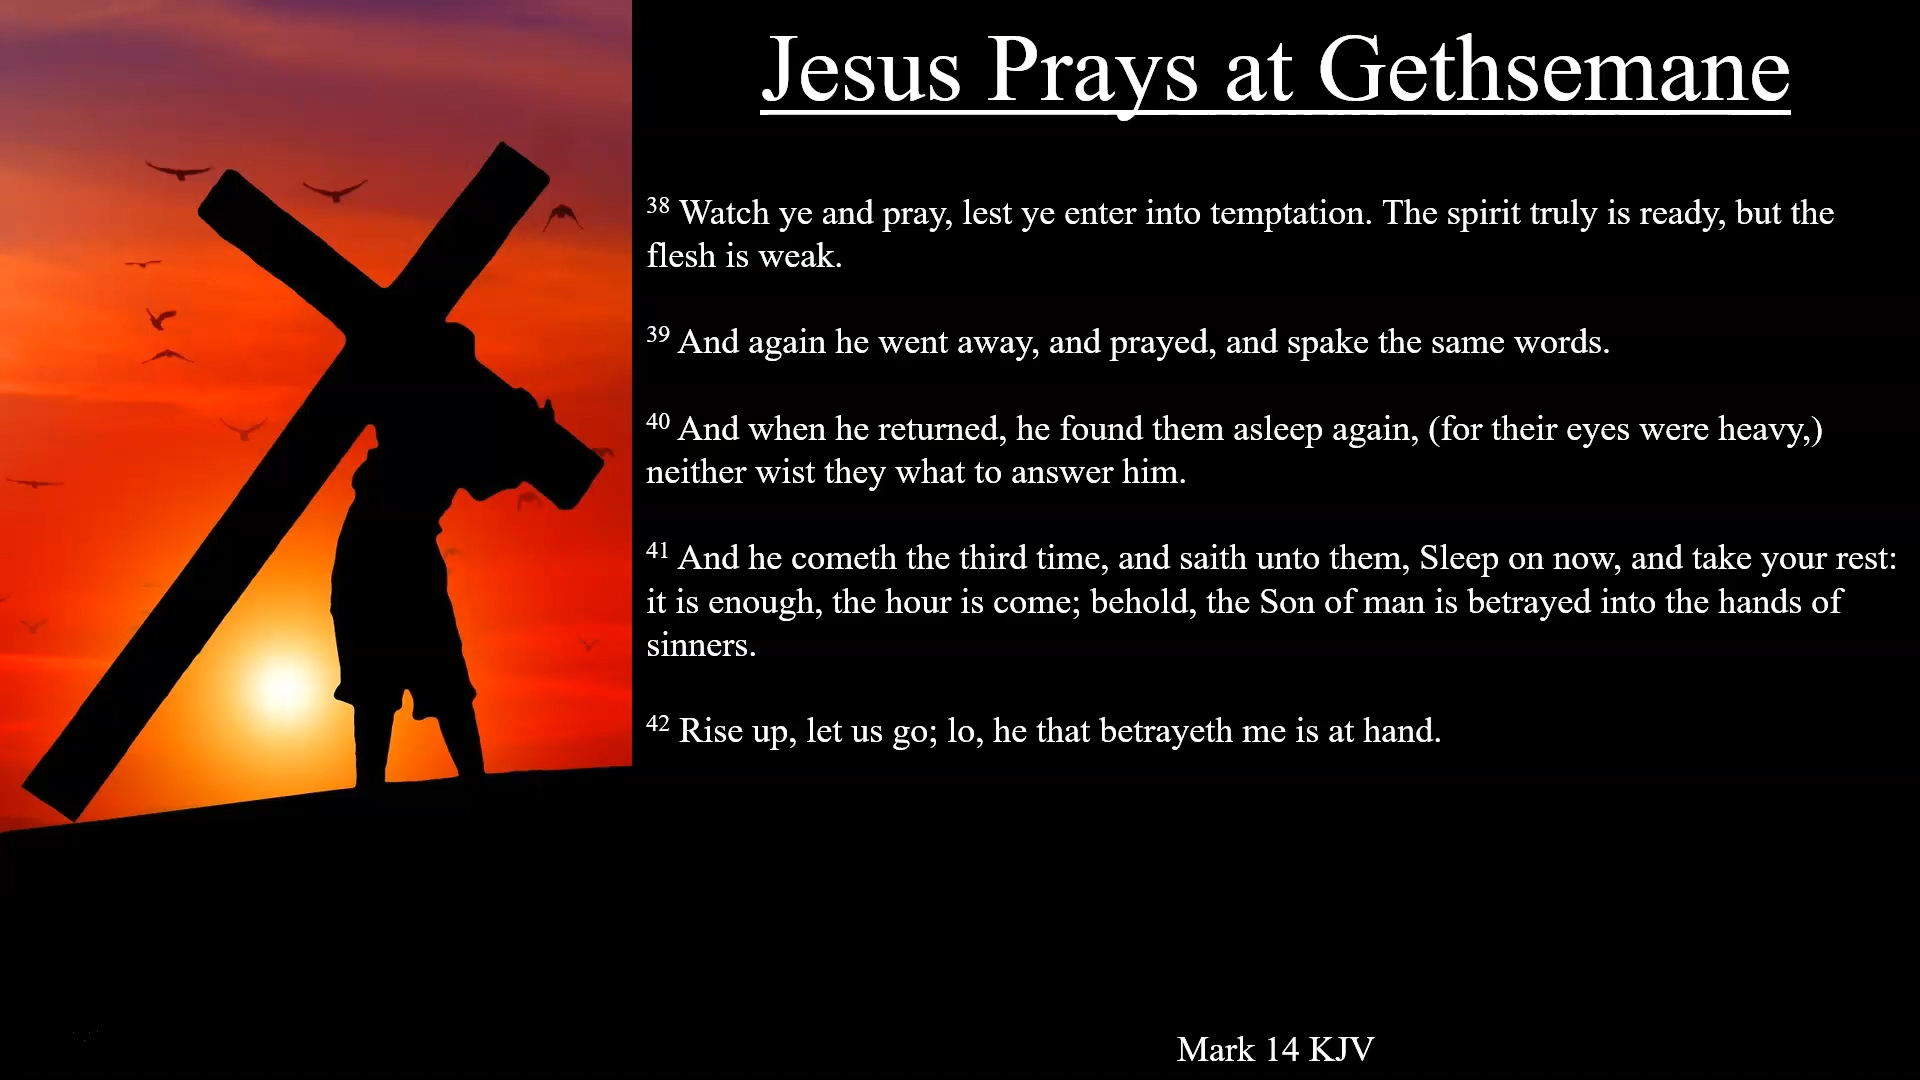 Jesus Prays at Gethsemane
38 Watch ye and pray, lest ye enter into temptation. The spirit truly is ready, but the
flesh is weak.
39 And again he went away, and prayed, and spake the same words.
40 And when he returned, he found them asleep again, (for their eyes were heavy,)
neither wist they what to answer him.
41 And he cometh the third time, and saith unto them, Sleep on now, and take your rest:
it is enough, the hour is come; behold, the Son of man is betrayed into the hands of
sinners.
42 Rise up, let us go; lo, he that betrayeth me is at hand.
Mark 14 KJV